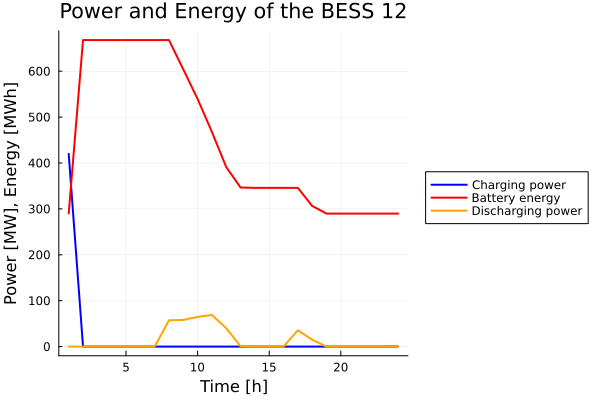 Power and Energy of the BESS 12
Power [MW], Energy [MWh]
600
500
400
300
200
100
0
5
10
15
20
Time [h]
Charging power
Battery energy
Discharging power